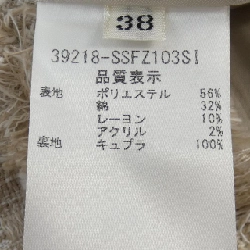 38
39218-SSFZ103SI
品質表示
表地 ポリエステル 56%
綿 32%
レーヨン 10%
アクリル 2%
裏地 キュプラ 100%